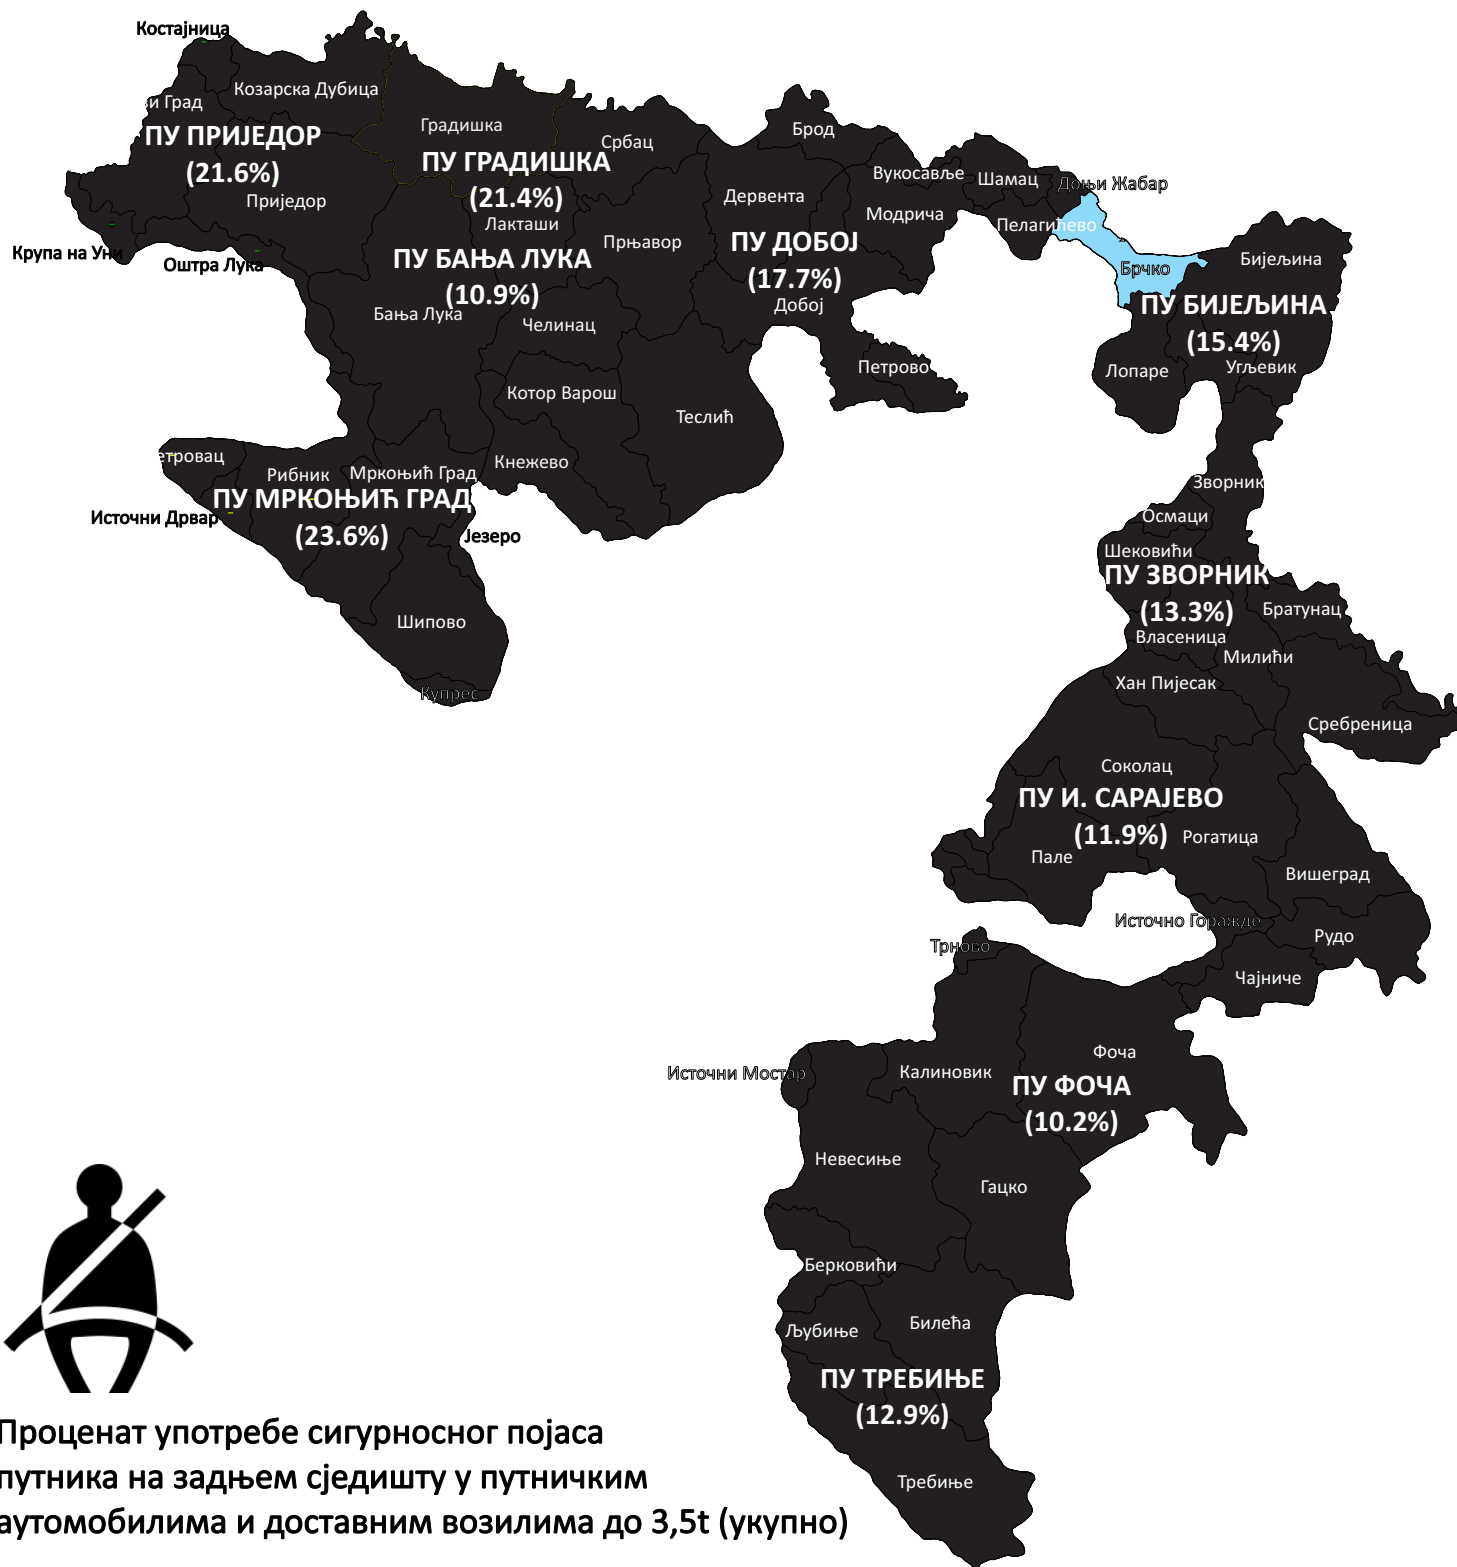 Костајница
Козарска Дубица
ви Град
ПУ ПРИЈЕДОР
(21.6%)
Приједор
Крупа на Уни
Оштра Лука
Градишка
ПУ ГРАДИШКА
(21.4%)
Србац
Лакташи
Прњавор
ПУ БАЊА ЛУКА
(10.9%)
Бања Лука
Челинац
Котор Варош
Кнежево
Теслић
Брод
Дервента
Вукосавље
Модрича
Шамац
Доњи Жабар
Пелагићево
ПУ ДОБОЈ
(17.7%)
Добој
Петрово
Брчко
Бијељина
ПУ БИЈЕЉИНА
(15.4%)
Лопаре
Угљевик
етровац
Рибник
Мркоњић Град
ПУ МРКОЊИЋ ГРАД
(23.6%)
Источни Дрвар
Језеро
Шипово
Купрес
Зворник
Осмаци
Шековићи
ПУ ЗВОРНИК
(13.3%)
Братунац
Власеница
Милићи
Хан Пијесак
Сребреница
Соколац
ПУ И. САРАЈЕВО
(11.9%)
Рогатица
Пале
Вишеград
Источно Горажде
Рудо
Чајниче
Трново
Фоча
Калиновик
ПУ ФОЧА
(10.2%)
Источни Мостар
Невесиње
Гацко
Берковићи
Љубиње
Билећа
ПУ ТРЕБИЊЕ
(12.9%)
Требиње
Проценат употребе сигурносног појаса
путника на задњем сједишту у путничким
аутомобилима и доставним возилима до 3,5t (укупно)